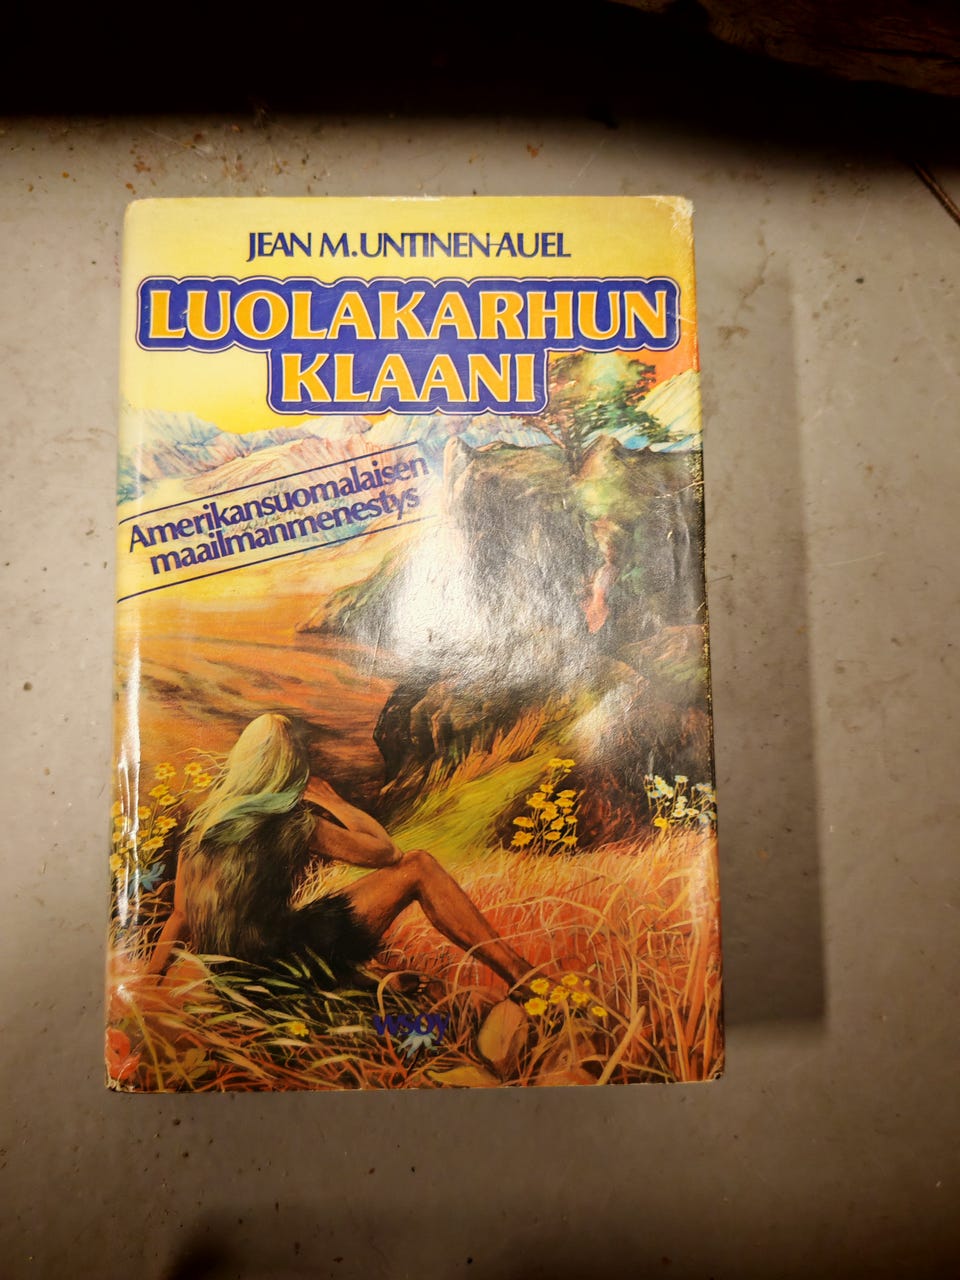 JEAN M. UNTINEN-AUEL
LUOLAKARHUN
KLAANI
Amerikansuomalaisen
maailmanmenestys
WSOY